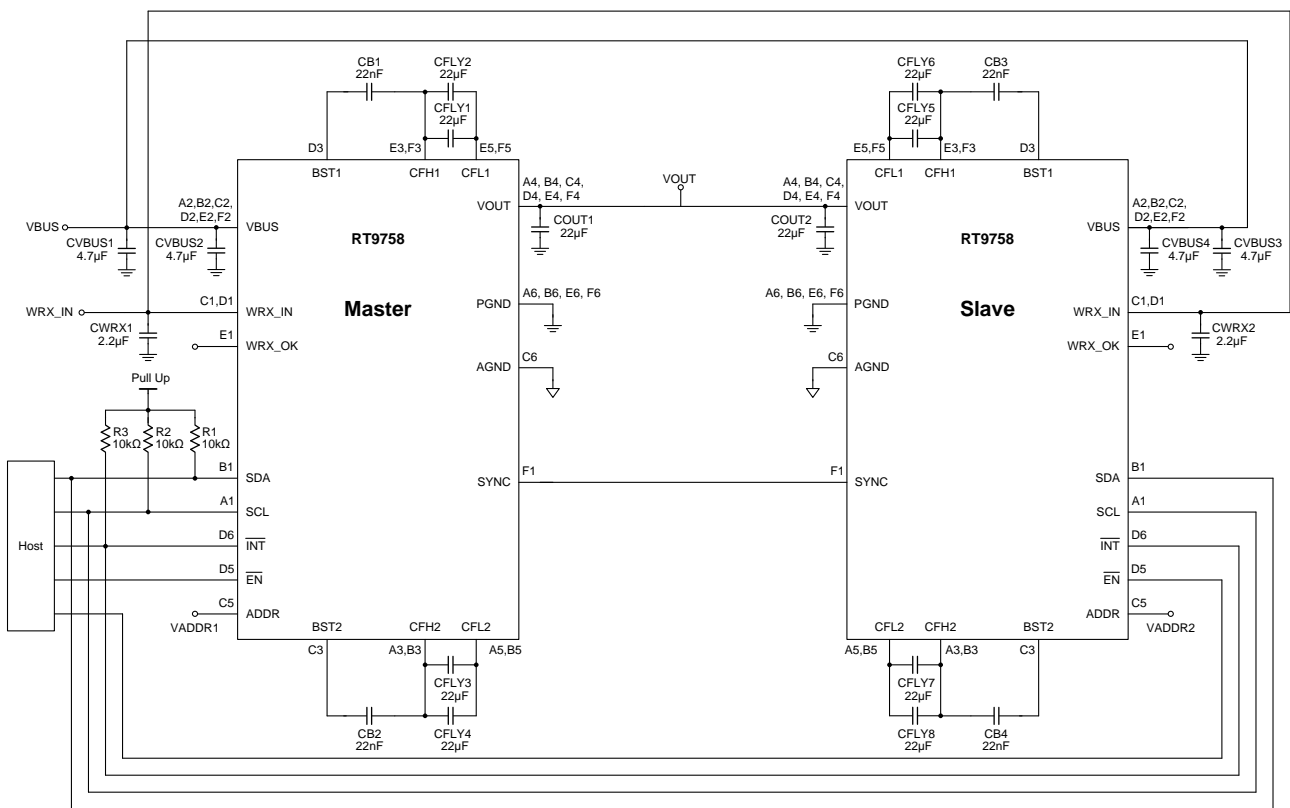 CB1
22nF
CFLY2
22µF
CFLY1
22µF
CFLY6
22µF
CFLY5
22µF
CB3
22nF
D3
E3,F3
E5,F5
E5,F5
E3,F3
D3
BST1
CFH1
CFL1
CFL1
CFH1
BST1
A4, B4, C4,
D4, E4, F4
VOUT
VOUT
A4, B4, C4,
D4, E4, F4
VOUT
COUT1
22µF
COUT2
22µF
VBUS
A2,B2,C2,
D2,E2,F2
VBUS
CVBUS1
4.7µF
CVBUS2
4.7µF
RT9758
RT9758
A2,B2,C2,
D2,E2,F2
VBUS
CVBUS4
4.7µF
CVBUS3
4.7µF
WRX_IN
C1,D1
WRX_IN
Master
PGND
A6, B6, E6, F6
A6, B6, E6, F6
PGND
Slave
WRX_IN
C1,D1
CWRX1
2.2µF
E1
WRX_OK
WRX_OK
E1
CWRX2
2.2µF
AGND
C6
C6
AGND
Pull Up
R3
10kΩ
R2
10kΩ
R1
10kΩ
Host
B1
SDA
A1
SCL
D6
INT
D5
EN
C5
ADDR
VADDR1
SYNC
F1
F1
SYNC
SDA
B1
SCL
A1
INT
D6
EN
D5
ADDR
C5
VADDR2
BST2
CFH2
CFL2
CFL2
CFH2
BST2
C3
A3,B3
A5,B5
A5,B5
A3,B3
C3
CFLY3
22µF
CFLY7
22µF
CB2
22nF
CFLY4
22µF
CFLY8
22µF
CB4
22nF